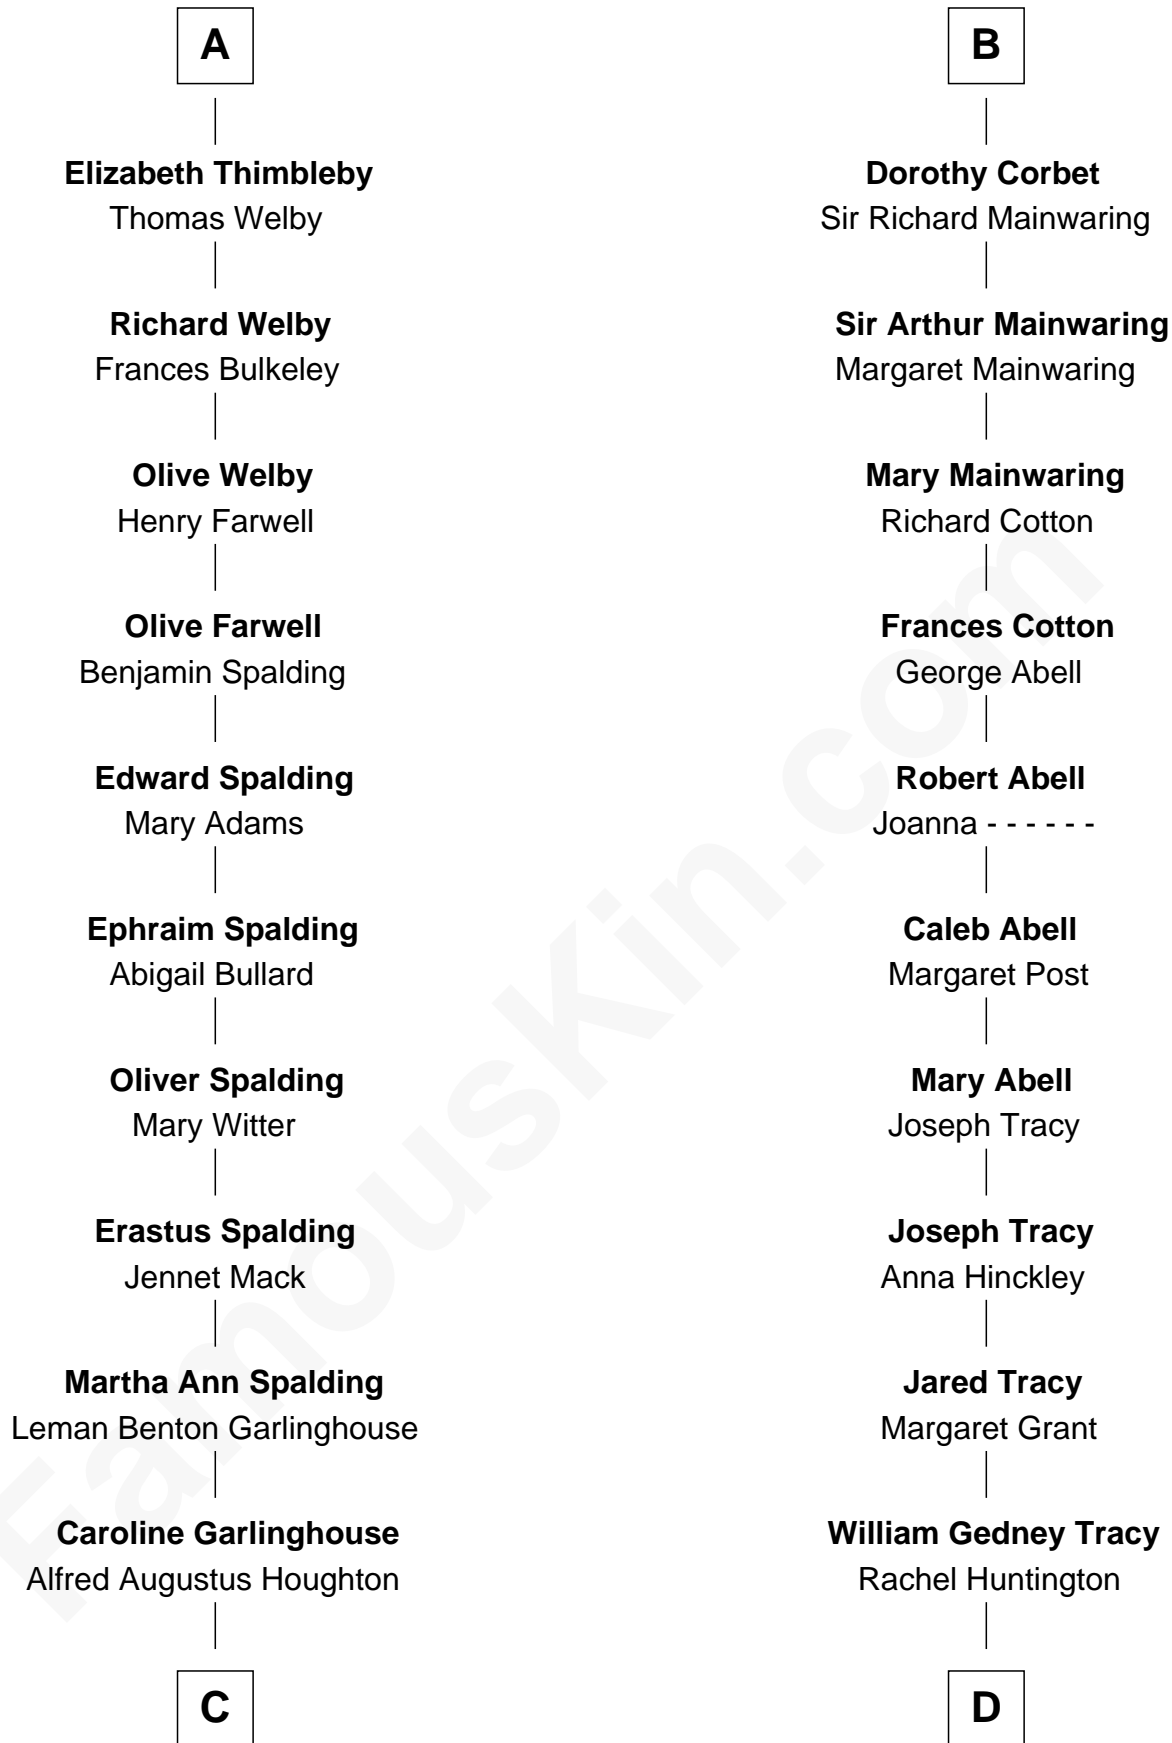 A
Elizabeth Thimbleby
Thomas Welby
Richard Welby
Frances Bulkeley
Olive Welby
Henry Farwell
Olive Farwell
Benjamin Spalding
Edward Spalding
Mary Adams
Ephraim Spalding
Abigail Bullard
Oliver Spalding
Mary Witter
Erastus Spalding
Jennet Mack
Martha Ann Spalding
Leman Benton Garlinghouse
Caroline Garlinghouse
Alfred Augustus Houghton
C
B
Dorothy Corbet
Sir Richard Mainwaring
Sir Arthur Mainwaring
Margaret Mainwaring
Mary Mainwaring
Richard Cotton
Frances Cotton
George Abell
Robert Abell
Joanna - - - - - -
Caleb Abell
Margaret Post
Mary Abell
Joseph Tracy
Joseph Tracy
Anna Hinckley
Jared Tracy
Margaret Grant
William Gedney Tracy
Rachel Huntington
D
FamousKin.com